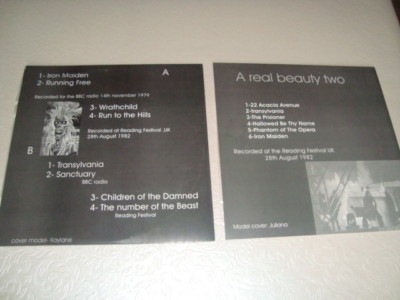 1- Iron Maiden
2- Running Free
A
Recorded for the BBC radio 14th november 1979
3- Wrathchild
4- Run to the Hills
Recorded at Reading Festival ,UK
28th August 1982
B
1- Transylvania
2- Sanctuary
BBC radio
3- Children of the Damned
4- The number of the Beast
Reading Festival
cover model-
A real beauty two
1-22 Acacia Avenue
2-transylvania
3-The Prisioner
4-Hallowed Be Thy Name
5-Phantom of The Opera
6-Iron Maiden
Recorded at the Reading Festival UK
28th August 1982
Model cover: Juliana